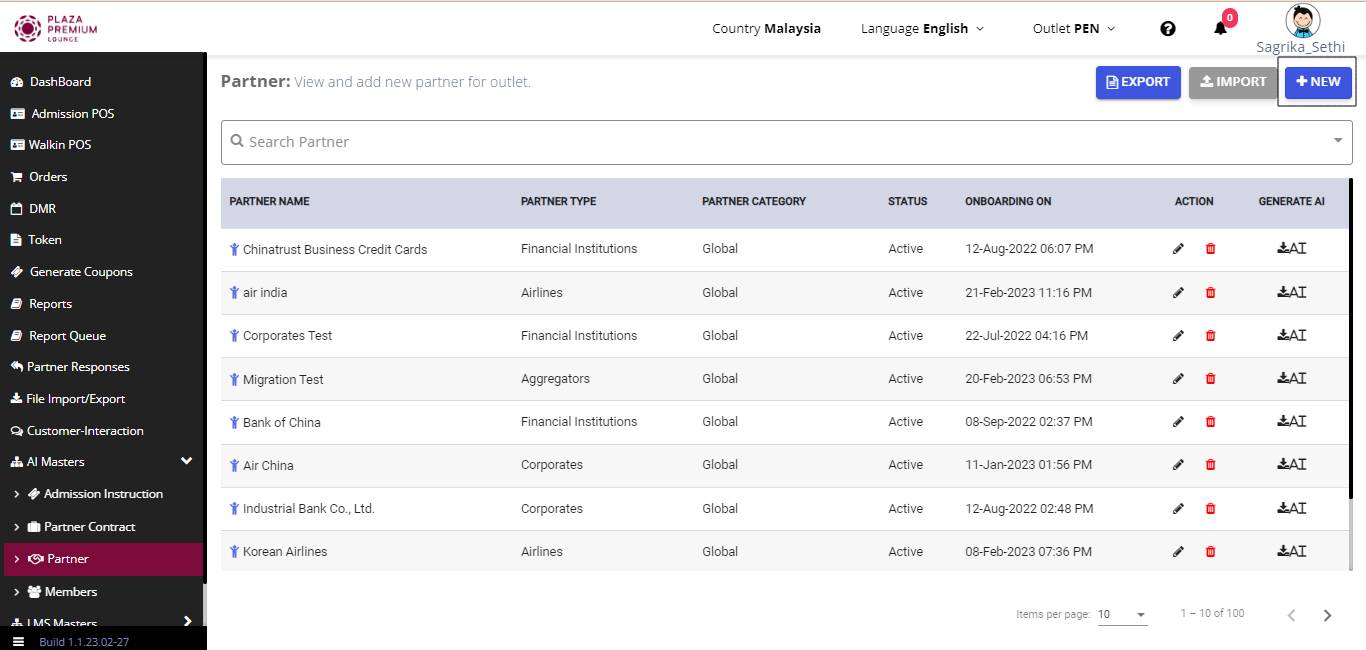 PLAZA
PREMIUM
LOUNGE
Country Malaysia
Language English
Outlet PEN
0
Sagrika_Sethi
DashBoard
Admission POS
Walkin POS
Orders
DMR
Token
Generate Coupons
Reports
Report Queue
Partner Responses
File Import/Export
Customer-Interaction
AI Masters
Admission Instruction
Partner Contract
Partner
Members
LMS Masters
Build 1.1.23.02-27
Partner: View and add new partner for outlet.
EXPORT
IMPORT
NEW
Search Partner
PARTNER NAME PARTNER TYPE PARTNER CATEGORY STATUS ONBOARDING ON ACTION GENERATE AI
Chinatrust Business Credit Cards Financial Institutions Global Active 12-Aug-2022 06:07 PM AI
air india Airlines Global Active 21-Feb-2023 11:16 PM AI
Corporates Test Financial Institutions Global Active 22-Jul-2022 04:16 PM AI
Migration Test Aggregators Global Active 20-Feb-2023 06:53 PM AI
Bank of China Financial Institutions Global Active 08-Sep-2022 02:37 PM AI
Air China Corporates Global Active 11-Jan-2023 01:56 PM AI
Industrial Bank Co., Ltd. Corporates Global Active 12-Aug-2022 02:48 PM AI
Korean Airlines Airlines Global Active 08-Feb-2023 07:36 PM AI
Items per page: 10 1 – 10 of 100